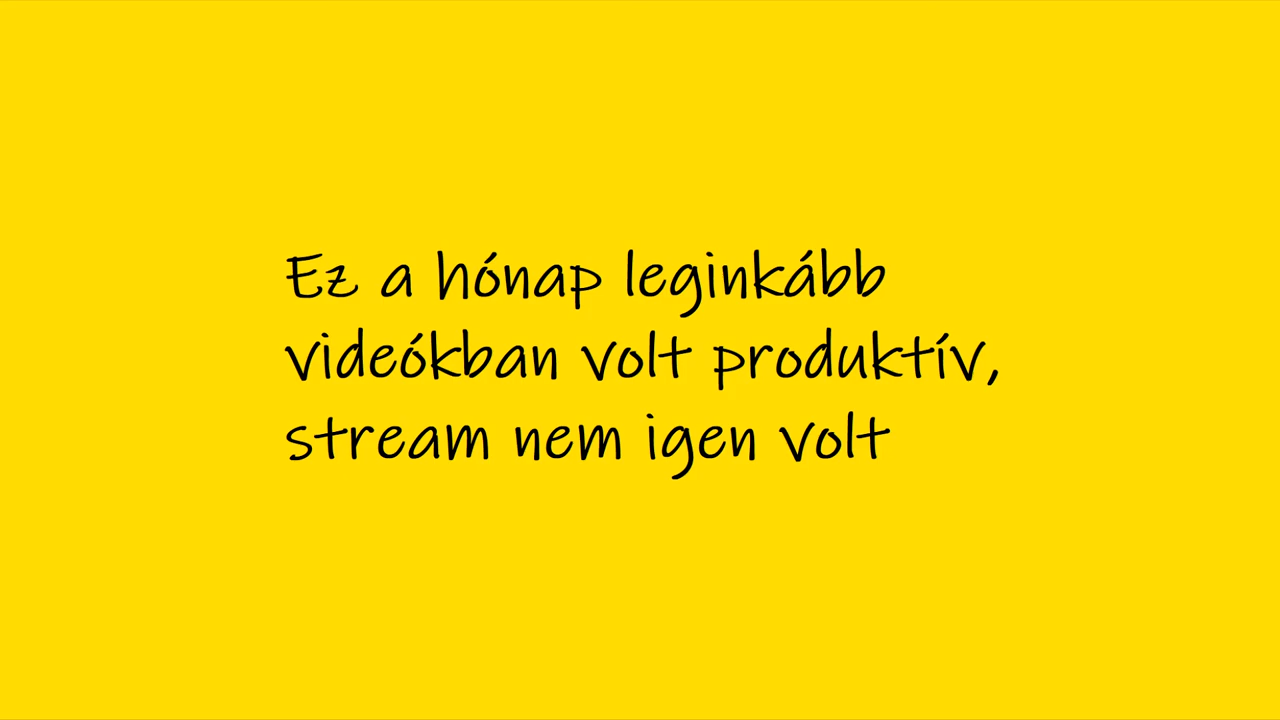 Ez a hónap leginkább
videókban volt produktív,
stream nem igen volt